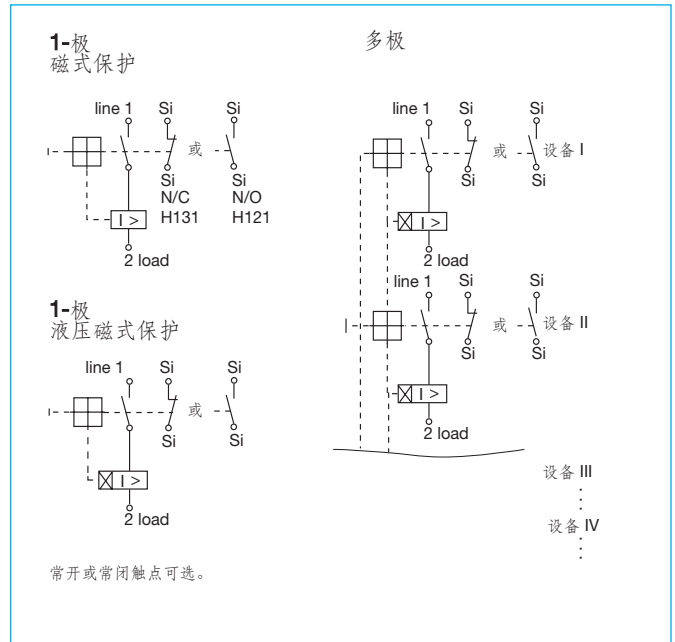 1-极
磁式保护
line 1 Si Si
或
Si Si
N/C N/O
I > H131 H121
2 load
1-极
液压磁式保护
line 1 Si Si
或
Si Si
I >
2 load
常开或常闭触点可选。
多极
line 1 Si Si
或 设备 I
Si Si
I >
2 load
line 1 Si Si
或 设备 II
Si Si
I >
2 load
设备 III
设备 IV